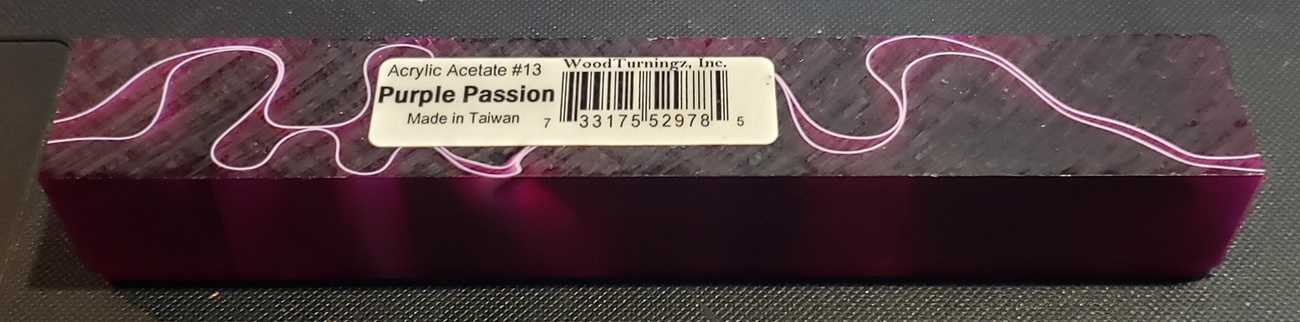 WoodTurningz, Inc.
Acrylic Acetate #13
Purple Passion
Made in Taiwan
7 33175 52978 5